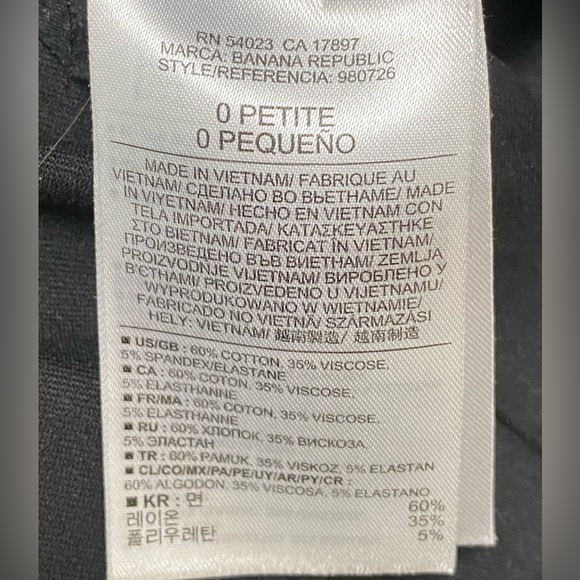 RN 54023 CA 17897
MARCA: BANANA REPUBLIC
STYLE/REFERENCIA: 980726
0 PETITE
0 PEQUEÑO
MADE IN VIETNAM/ FABRIQUE AU
VIETNAM/ СДЕЛАНО ВО ВЬЕТНАМЕ/ MADE
IN VIYETNAM/ HECHO EN VIETNAM CON
TELA IMPORTADA/ ΚΑΤΑΣΚΕΥΑΣΤΗΚΕ
ΣΤΟ ΒΙΕΤΝΑΜ/ FABRICAT ÎN VIETNAM/
ПРОИЗВЕДЕНО ВЪВ ВИЕТНАМ/ ZEMLJA
PROIZVODNJE VIJETNAM/ ВИРОБЛЕНО У
В'ЄТНАМІ/ PROIZVEDENO U VIJETNAMU/
WYPRODUKOWANO W WIETNAMIE/
FABRICADO NO VIETNÃ/ SZÁRMAZÁSI
HELY: VIETNÁM/ 越南製造/ 越南制造
■ US/GB : 60% COTTON, 35% VISCOSE,
5% SPANDEX/ELASTANE
■ CA : 60% COTON, 35% VISCOSE,
5% ELASTHANNE
■ FR/MA : 60% COTON, 35% VISCOSE,
5% ELASTHANNE
■ RU : 60% ХЛОПОК, 35% ВИСКОЗА,
5% ЭЛАСТАН
■ TR : 60% PAMUK, 35% VISKOZ, 5% ELASTAN
■ CL/CO/MX/PA/PE/UY/AR/PY/CR :
60% ALGODON, 35% VISCOSA, 5% ELASTANO
■ KR : 면 60%
레이온 35%
폴리우레탄 5%